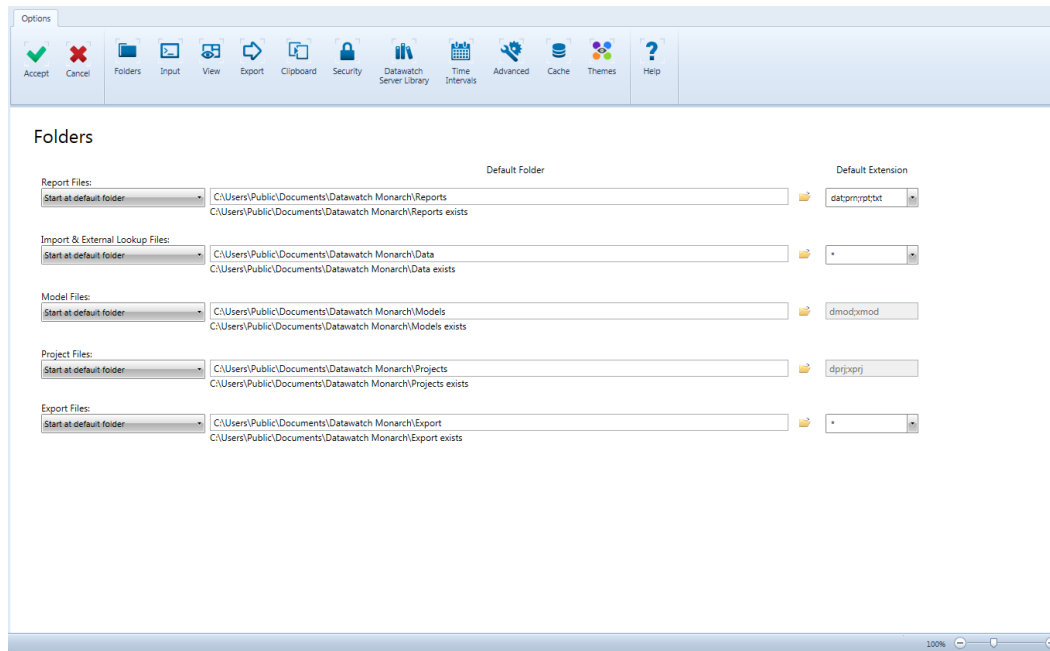 Options
Accept
Cancel
Folders
Input
View
Export
Clipboard
Security
Datawatch
Server Library
Time
Intervals
Advanced
Cache
Themes
Help
Folders
Default Folder
Default Extension
Report Files:
Start at default folder C:\Users\Public\Documents\Datawatch Monarch\Reports dat;prn;rpt;txt
C:\Users\Public\Documents\Datawatch Monarch\Reports exists
Import & External Lookup Files:
Start at default folder C:\Users\Public\Documents\Datawatch Monarch\Data *
C:\Users\Public\Documents\Datawatch Monarch\Data exists
Model Files:
Start at default folder C:\Users\Public\Documents\Datawatch Monarch\Models dmod;xmod
C:\Users\Public\Documents\Datawatch Monarch\Models exists
Project Files:
Start at default folder C:\Users\Public\Documents\Datawatch Monarch\Projects dprj;xprj
C:\Users\Public\Documents\Datawatch Monarch\Projects exists
Export Files:
Start at default folder C:\Users\Public\Documents\Datawatch Monarch\Export *
C:\Users\Public\Documents\Datawatch Monarch\Export exists
100%